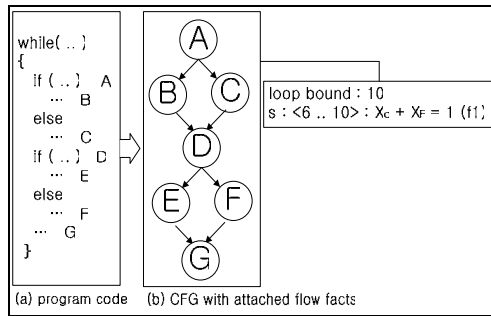 while( .. )
{
if ( .. ) A
... B
else
... C
if ( .. ) D
... E
else
... F
... G
}
(a) program code
A
B C
D
E F
G
(b) CFG with attached flow facts
loop bound : 10
s : <6 .. 10> : Xc + XF = 1 (f1)